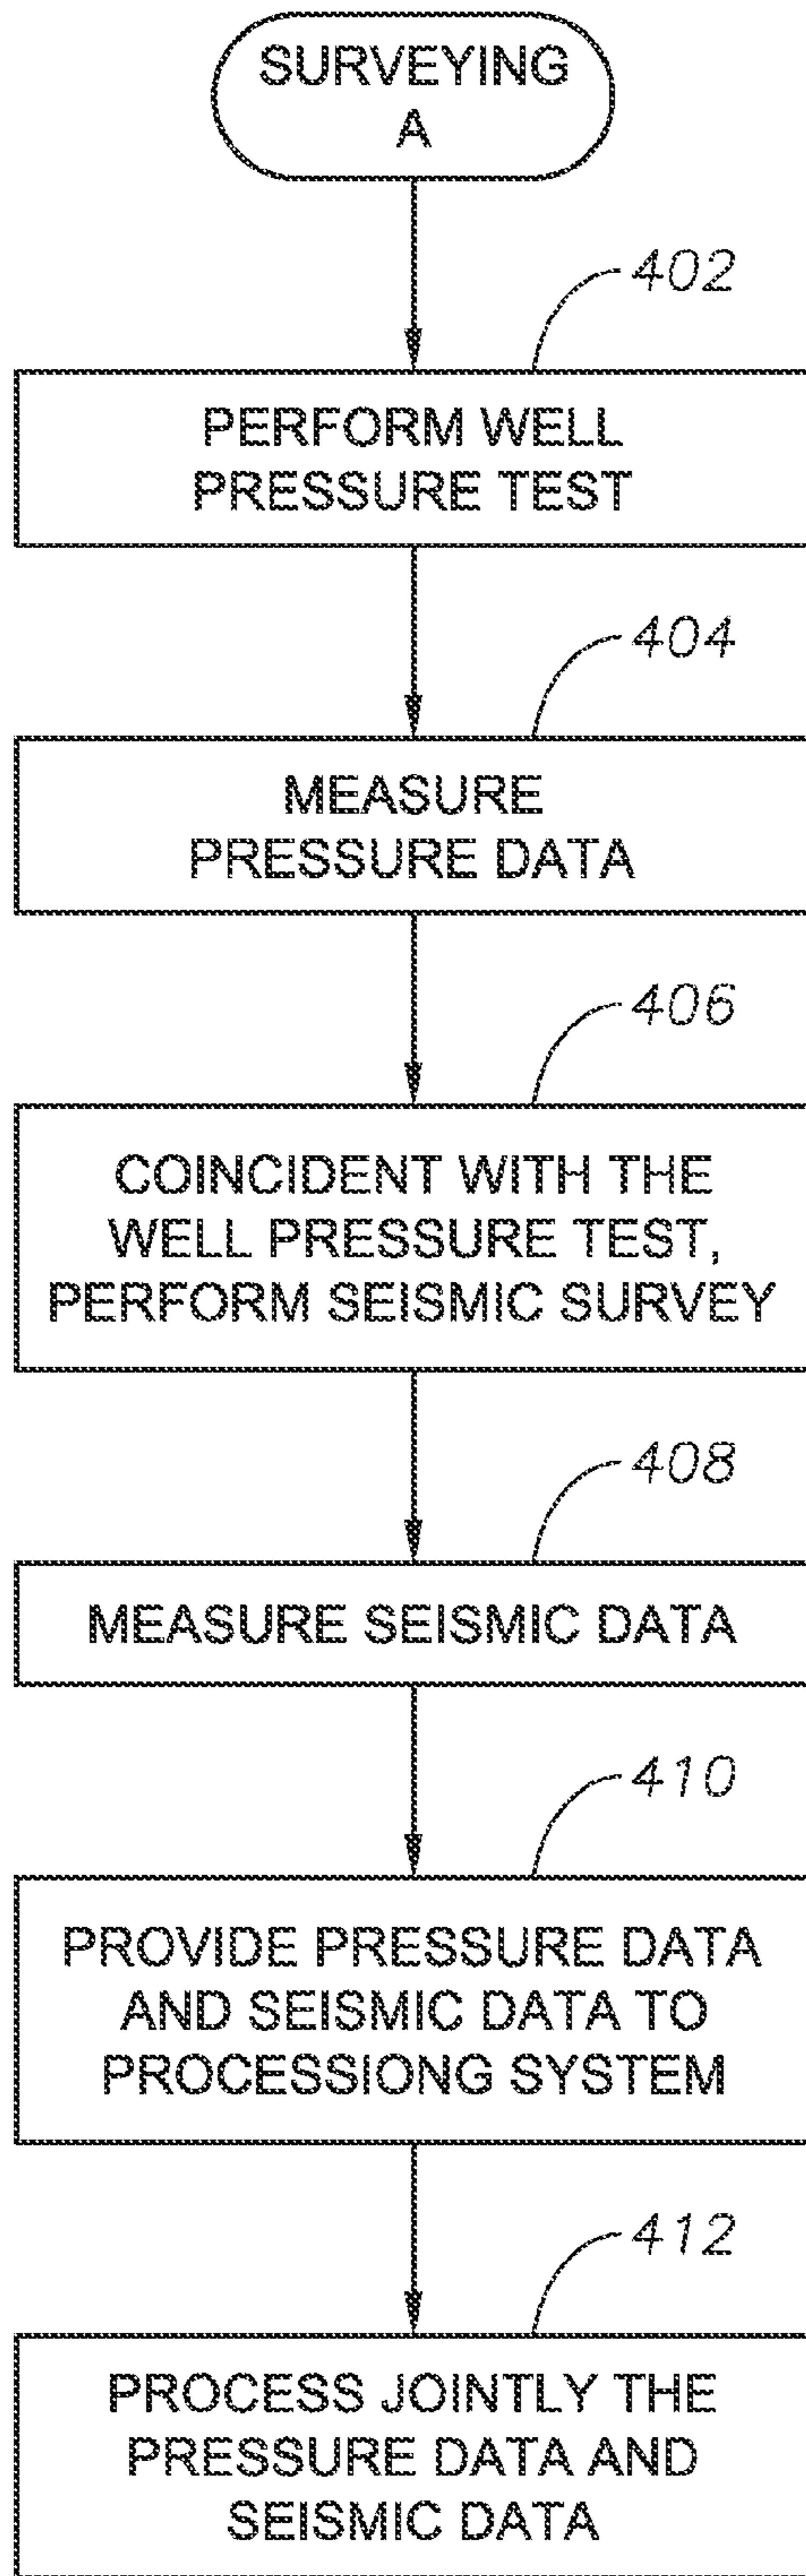 SURVEYING
A
402
PERFORM WELL
PRESSURE TEST
404
MEASURE
PRESSURE DATA
406
COINCIDENT WITH THE
WELL PRESSURE TEST,
PERFORM SEISMIC SURVEY
408
MEASURE SEISMIC DATA
410
PROVIDE PRESSURE DATA
AND SEISMIC DATA TO
PROCESSIONG SYSTEM
412
PROCESS JOINTLY THE
PRESSURE DATA AND
SEISMIC DATA